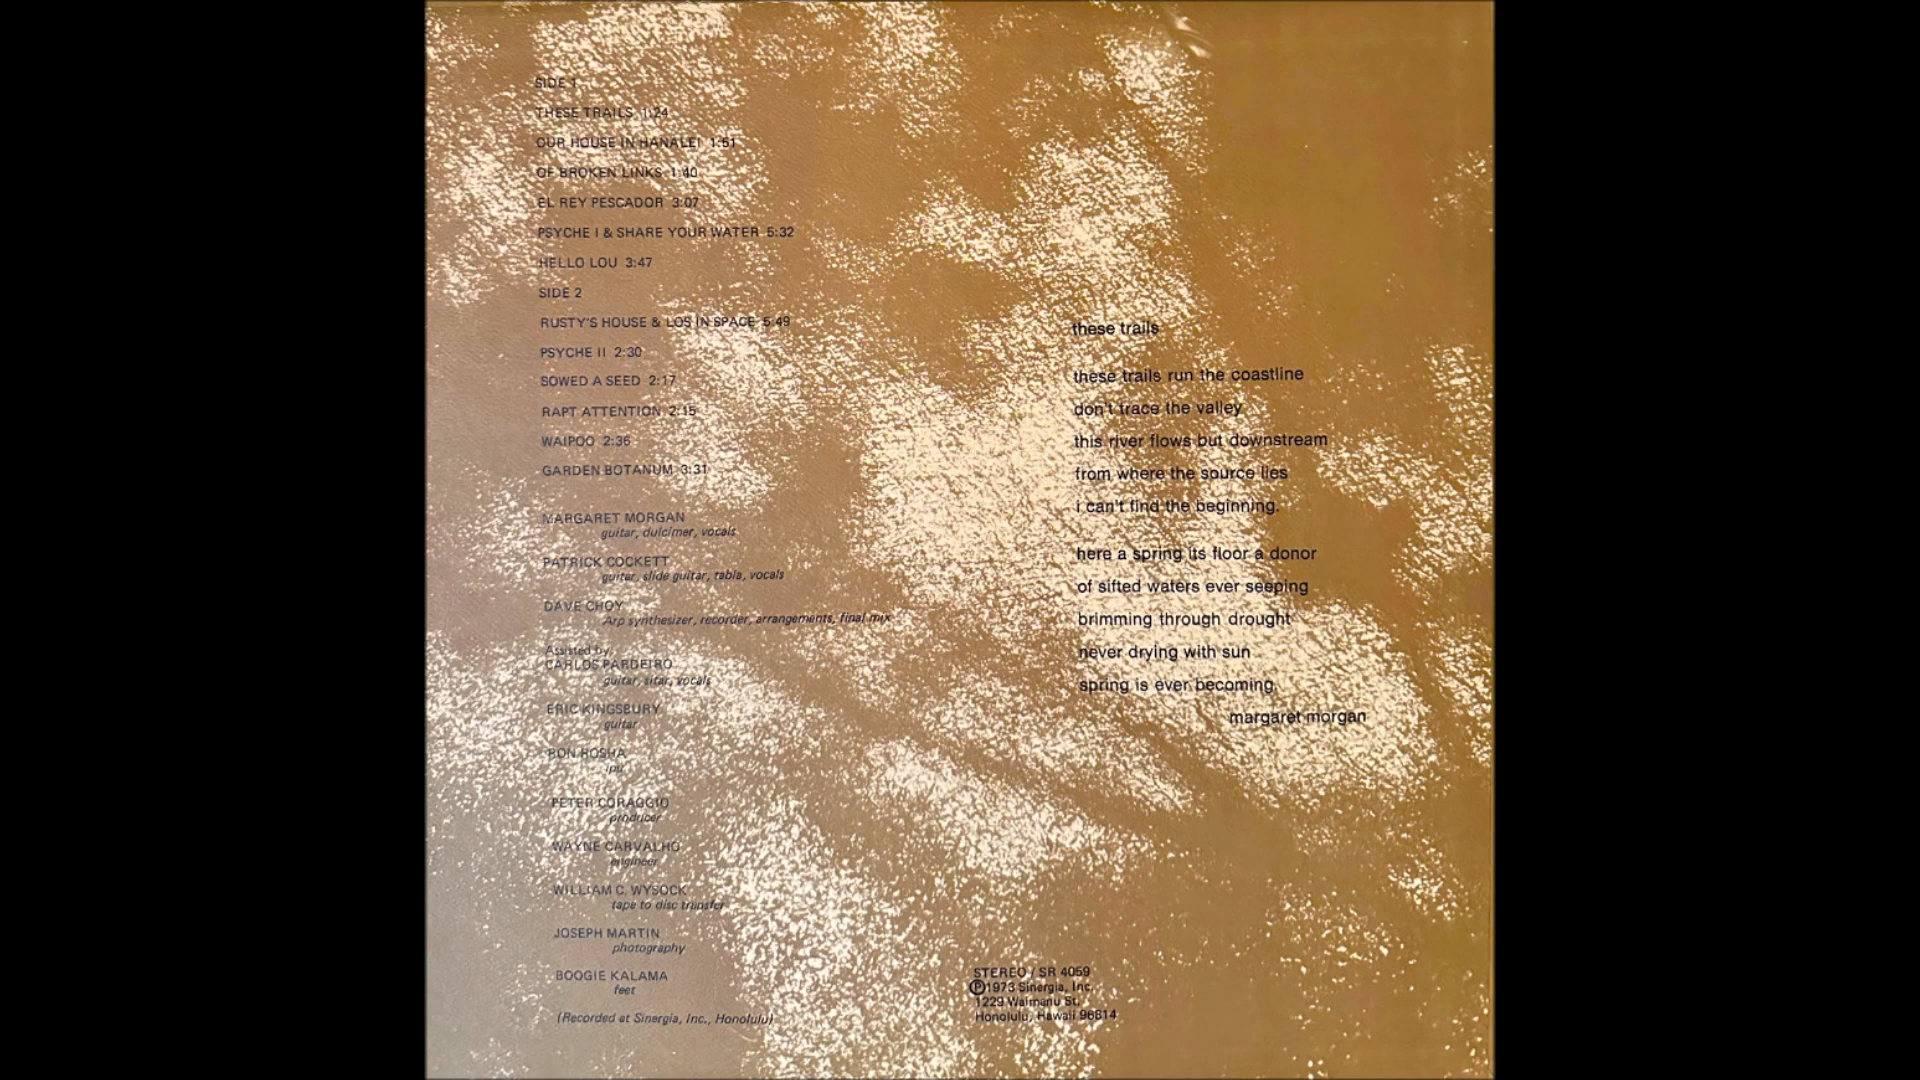 SIDE 1
THESE TRAILS 1:24
OUR HOUSE IN HANALEI 1:51
OF BROKEN LINKS 1:40
EL REY PESCADOR 3:07
PSYCHE I & SHARE YOUR WATER 5:32
HELLO LOU 3:47
SIDE 2
RUSTY'S HOUSE & LOS IN SPACE 5:49
PSYCHE II 2:30
SOWED A SEED 2:17
RAPT ATTENTION 2:15
WAIPOO 2:36
GARDEN BOTANUM 3:31
MARGARET MORGAN
guitar, dulcimer, vocals
PATRICK COCKETT
guitar, slide guitar, tabla, vocals
DAVE CHOY
Arp synthesizer, recorder, arrangements, final mix
Assisted by:
CARLOS PARDEIRO
guitar, sitar, vocals
ERIC KINGSBURY
guitar
RON ROSHA
ipu
PETER CORAGGIO
producer
WAYNE CARVALHO
engineer
WILLIAM C. WYSOCK
tape to disc transfer
JOSEPH MARTIN
photography
BOOGIE KALAMA
feet
(Recorded at Sinergia, Inc., Honolulu)
these trails
these trails run the coastline
don't trace the valley
this river flows but downstream
from where the source lies
i can't find the beginning.
here a spring its floor a donor
of sifted waters ever seeping
brimming through drought
never drying with sun
spring is ever becoming.
margaret morgan
STEREO / SR 4059
Ⓟ1973 Sinergia, Inc.
1229 Waimanu St.
Honolulu, Hawaii 96814